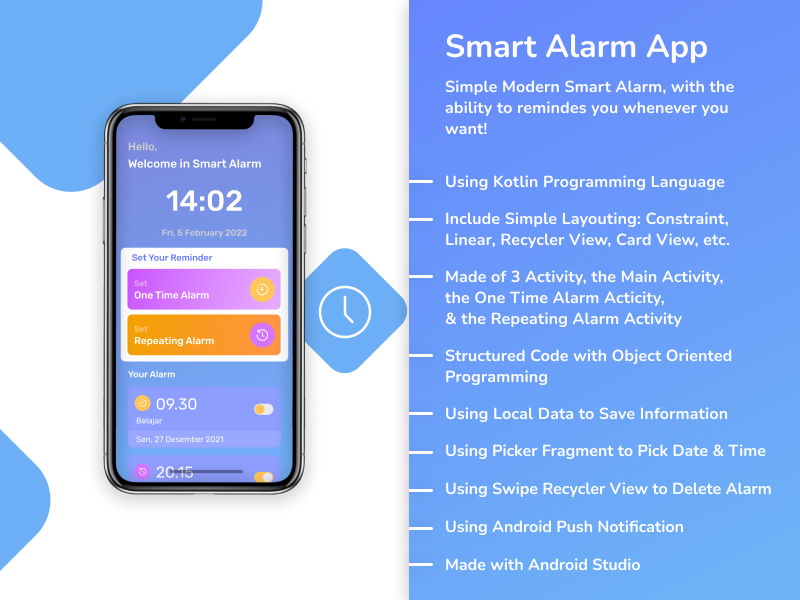 Hello,
Welcome in Smart Alarm
14:02
Fri, 5 February 2022
Set Your Reminder
Set
One Time Alarm
Set
Repeating Alarm
Your Alarm
09.30
Belajar
Sen, 27 Desember 2021
20.15
Smart Alarm App
Simple Modern Smart Alarm, with the
ability to remindes you whenever you
want!
Using Kotlin Programming Language
Include Simple Layouting: Constraint,
Linear, Recycler View, Card View, etc.
Made of 3 Activity, the Main Activity,
the One Time Alarm Acticity,
& the Repeating Alarm Activity
Structured Code with Object Oriented
Programming
Using Local Data to Save Information
Using Picker Fragment to Pick Date & Time
Using Swipe Recycler View to Delete Alarm
Using Android Push Notification
Made with Android Studio